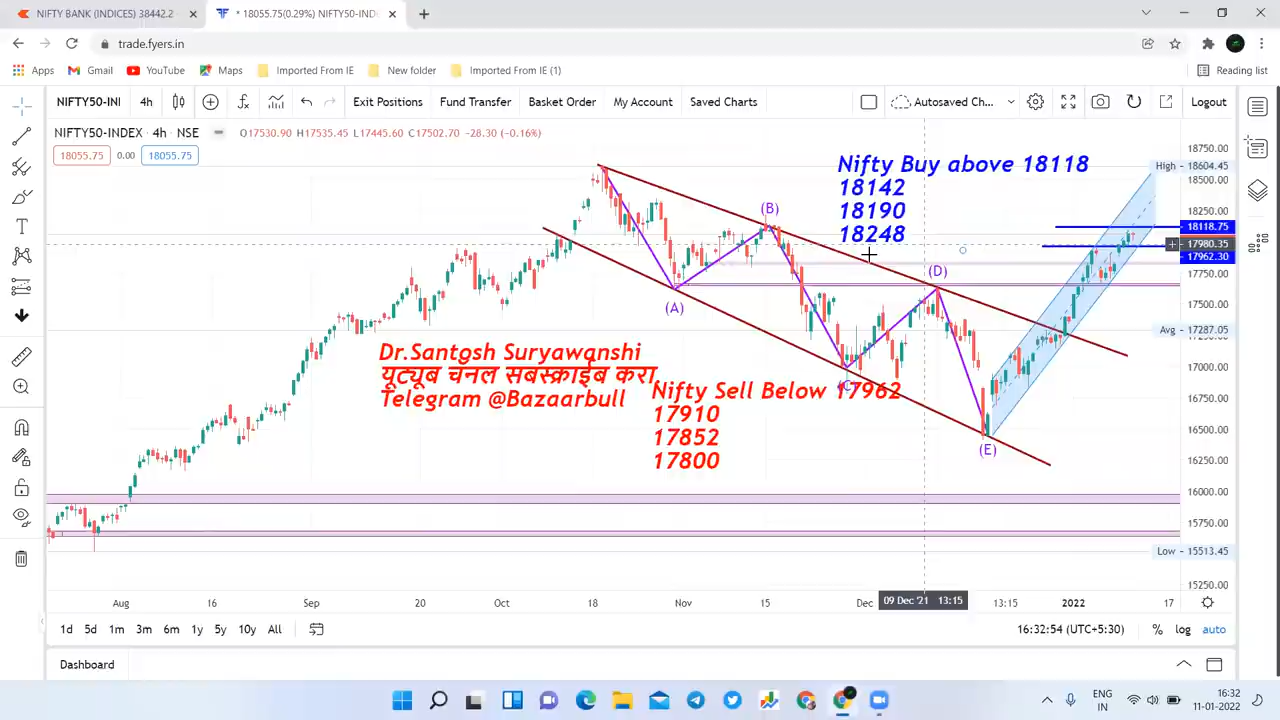 NIFTY BANK (INDICES) 38442.2
* 18055.75(0.29%) NIFTY50-IND
trade.fyers.in
Apps Gmail YouTube Maps Imported From IE New folder Imported From IE (1) Reading list
NIFTY50-INI 4h Exit Positions Fund Transfer Basket Order My Account Saved Charts Autosaved Ch... Logout
NIFTY50-INDEX · 4h · NSE O17530.90 H17535.45 L17445.60 C17502.70 -28.30 (-0.16%)
18055.75 0.00 18055.75
Nifty Buy above 18118
18142
18190
18248
(B)
(D)
(A)
Dr.Santosh Suryawanshi
यूट्यूब चॅनल सबस्क्राईब करा
Telegram @Bazaarbull
(C)
Nifty Sell Below 17962
17910
17852
17800
(E)
18750.00
High 18604.45
18500.00
18250.00
18118.75
17980.35
17962.30
17750.00
17500.00
Avg 17287.05
17250.00
17000.00
16750.00
16500.00
16250.00
16000.00
15750.00
Low 15513.45
15250.00
Aug Sep 20 Oct 18 Nov 15 Dec 09 Dec '21 13:15 13:15 2022 17
1d 5d 1m 3m 6m 1y 5y 10y All 16:32:54 (UTC+5:30) % log auto
Dashboard
ENG
IN
16:32
11-01-2022